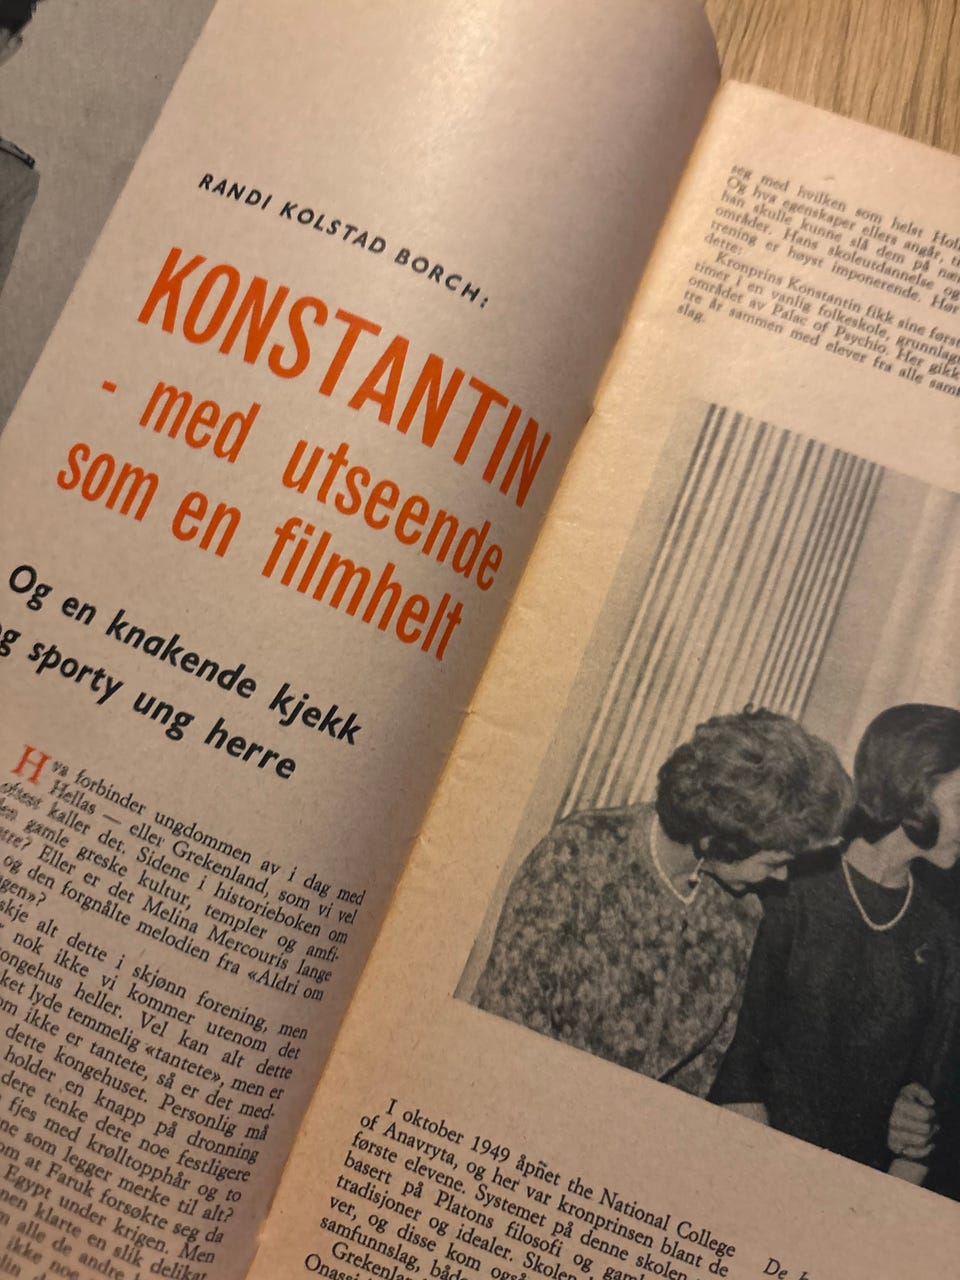 RANDI KOLSTAD BORCH:
KONSTANTIN
- med utseende
som en filmhelt
Og en knakende kjekk
og sporty ung herre
Hva forbinder ungdommen av i dag med
Hellas — eller Grekenland, som vi vel
oftest kaller det. Sidene i historieboken om
den gamle greske kultur, templer og amfi-
Eller er det Melina Mercouris lange
og den forgnålte melodien fra «Aldri om
alt dette i skjønn forening, men
nok ikke vi kommer utenom det
heller. Vel kan alt dette
lyde temmelig «tantete», men er
ikke er tantete, så er det med-
dette kongehuset. Personlig må
holder en knapp på dronning
dere tenke dere noe festligere
fjes med krølltopphår og to
som legger merke til alt?
at Faruk forsøkte seg da
Egypt under krigen. Men
klarte en slik delikat
alle de andre
ikke noe
seg med hvilken som helst
Og hva egenskaper ellers angår,
han skulle kunne slå dem på
områder. Hans skoleutdannelse og
trening er høyst imponerende. Hør
dette:
Kronprins Konstantin fikk sine
timer i en vanlig folkeskole,
området av Palac of Psychio. Her gikk
tre år sammen med elever fra alle
slag.
I oktober 1949 åpnet the National College
of Anavryta, og her var kronprinsen blant de
første elevene. Systemet på denne skolen
basert på Platons filosofi og
tradisjoner og idealer. Skolen
ver, og disse kom
samfunnslag, både
De